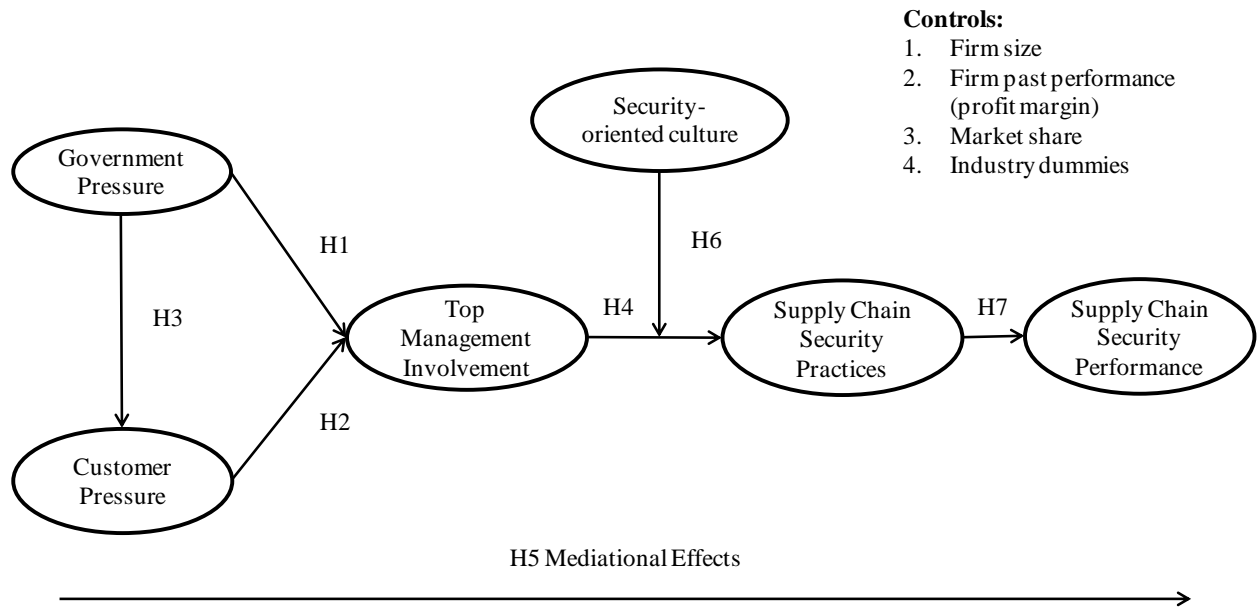 Controls:
1. Firm size
2. Firm past performance
(profit margin)
3. Market share
4. Industry dummies
Security-
oriented culture
Government
Pressure
H1
H6
H3
Top
Management
Involvement
H4
Supply Chain
Security
Practices
H7
Supply Chain
Security
Performance
H2
Customer
Pressure
H5 Mediational Effects